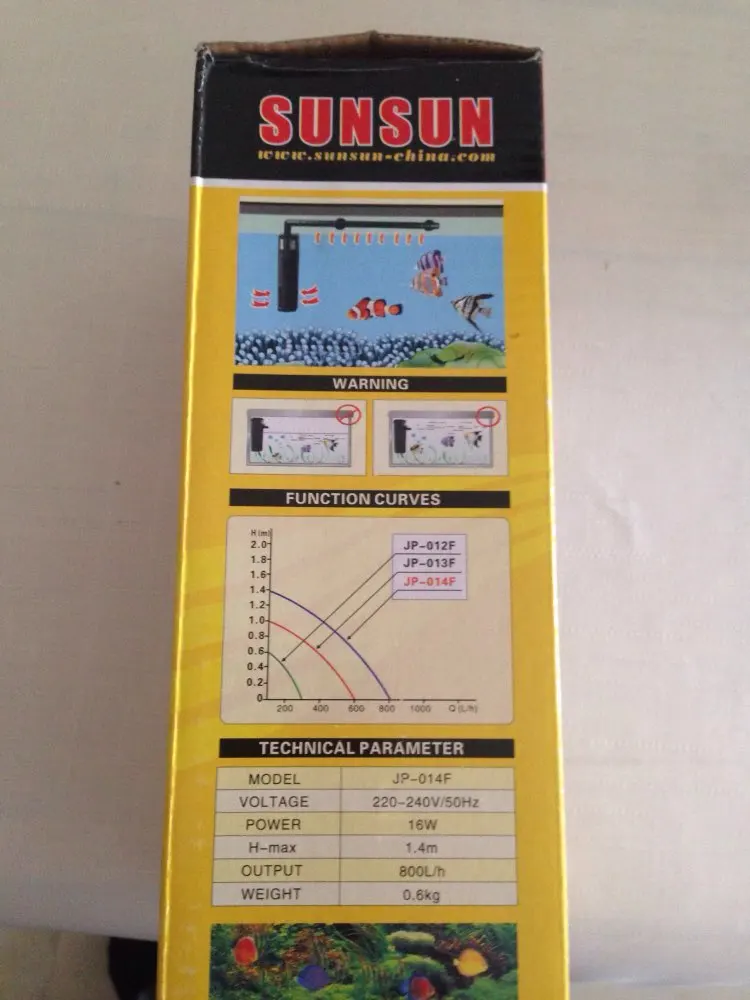 SUNSUN
www.sunsun-china.com
WARNING
FUNCTION CURVES
H(m)
2.0
1.8
1.6
1.4
1.2
1.0
0.8
0.6
0.4
0.2
0
JP-012F
JP-013F
JP-014F
200 400 600 800 1000 Q(L/h)
TECHNICAL PARAMETER
MODEL JP-014F
VOLTAGE 220-240V/50Hz
POWER 16W
H-max 1.4m
OUTPUT 800L/h
WEIGHT 0.6kg